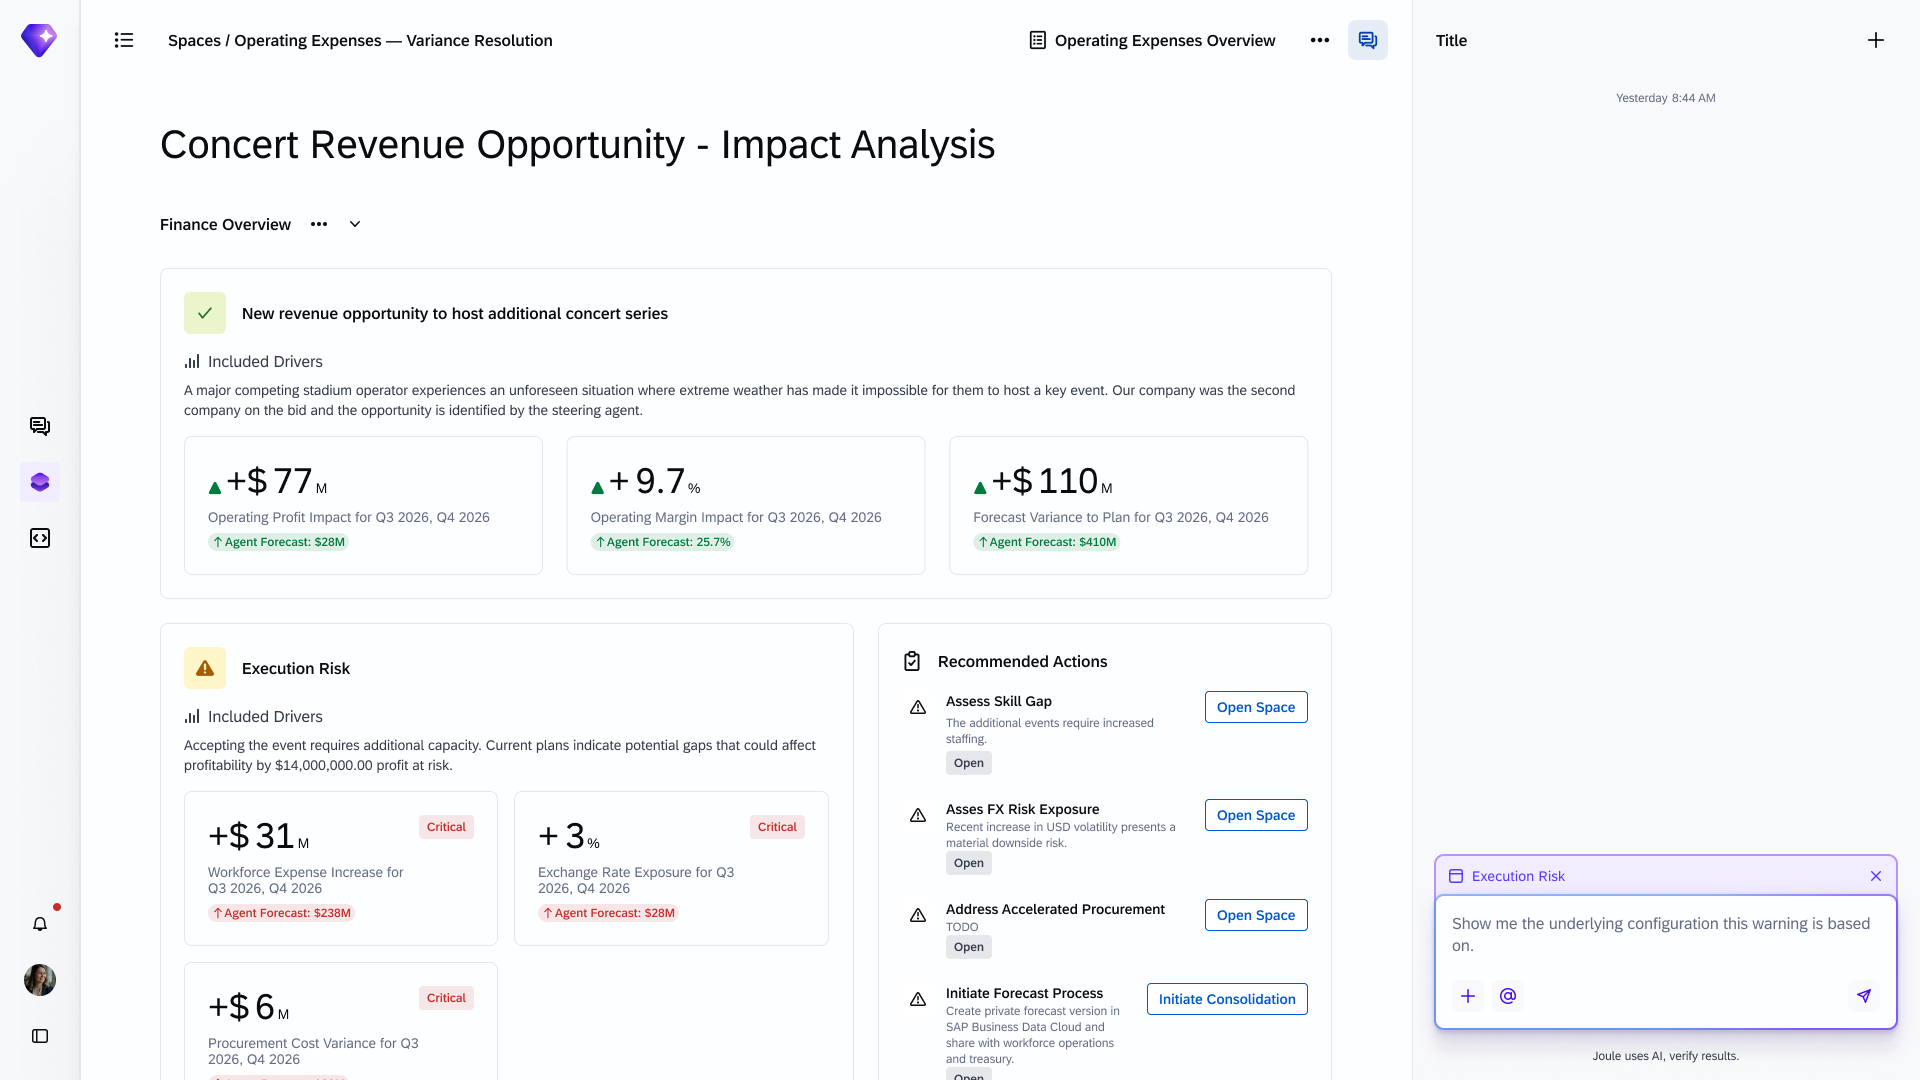 Spaces / Operating Expenses — Variance Resolution
Operating Expenses Overview
Concert Revenue Opportunity - Impact Analysis
Finance Overview
New revenue opportunity to host additional concert series
Included Drivers
A major competing stadium operator experiences an unforeseen situation where extreme weather has made it impossible for them to host a key event. Our company was the second
company on the bid and the opportunity is identified by the steering agent.
+$ 77 M
Operating Profit Impact for Q3 2026, Q4 2026
↑ Agent Forecast: $28M
+ 9.7 %
Operating Margin Impact for Q3 2026, Q4 2026
↑ Agent Forecast: 25.7%
+$ 110 M
Forecast Variance to Plan for Q3 2026, Q4 2026
↑ Agent Forecast: $410M
Execution Risk
Included Drivers
Accepting the event requires additional capacity. Current plans indicate potential gaps that could affect
profitability by $14,000,000.00 profit at risk.
+$ 31 M
Critical
Workforce Expense Increase for
Q3 2026, Q4 2026
↑ Agent Forecast: $238M
+ 3 %
Critical
Exchange Rate Exposure for Q3
2026, Q4 2026
↑ Agent Forecast: $28M
+$ 6 M
Critical
Procurement Cost Variance for Q3
2026, Q4 2026
Recommended Actions
Assess Skill Gap
The additional events require increased
staffing.
Open
Open Space
Asses FX Risk Exposure
Recent increase in USD volatility presents a
material downside risk.
Open
Open Space
Address Accelerated Procurement
TODO
Open
Open Space
Initiate Forecast Process
Create private forecast version in
SAP Business Data Cloud and
share with workforce operations
and treasury.
Open
Initiate Consolidation
Title
Yesterday 8:44 AM
Execution Risk
Show me the underlying configuration this warning is based
on.
Joule uses AI, verify results.